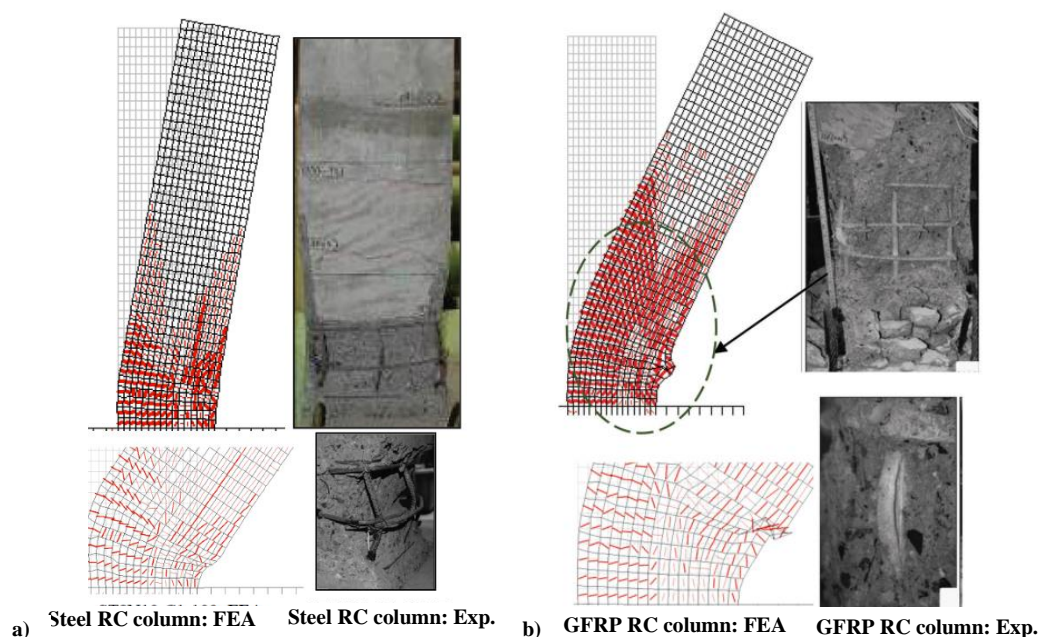 a) Steel RC column: FEA Steel RC column: Exp.
b) GFRP RC column: FEA GFRP RC column: Exp.